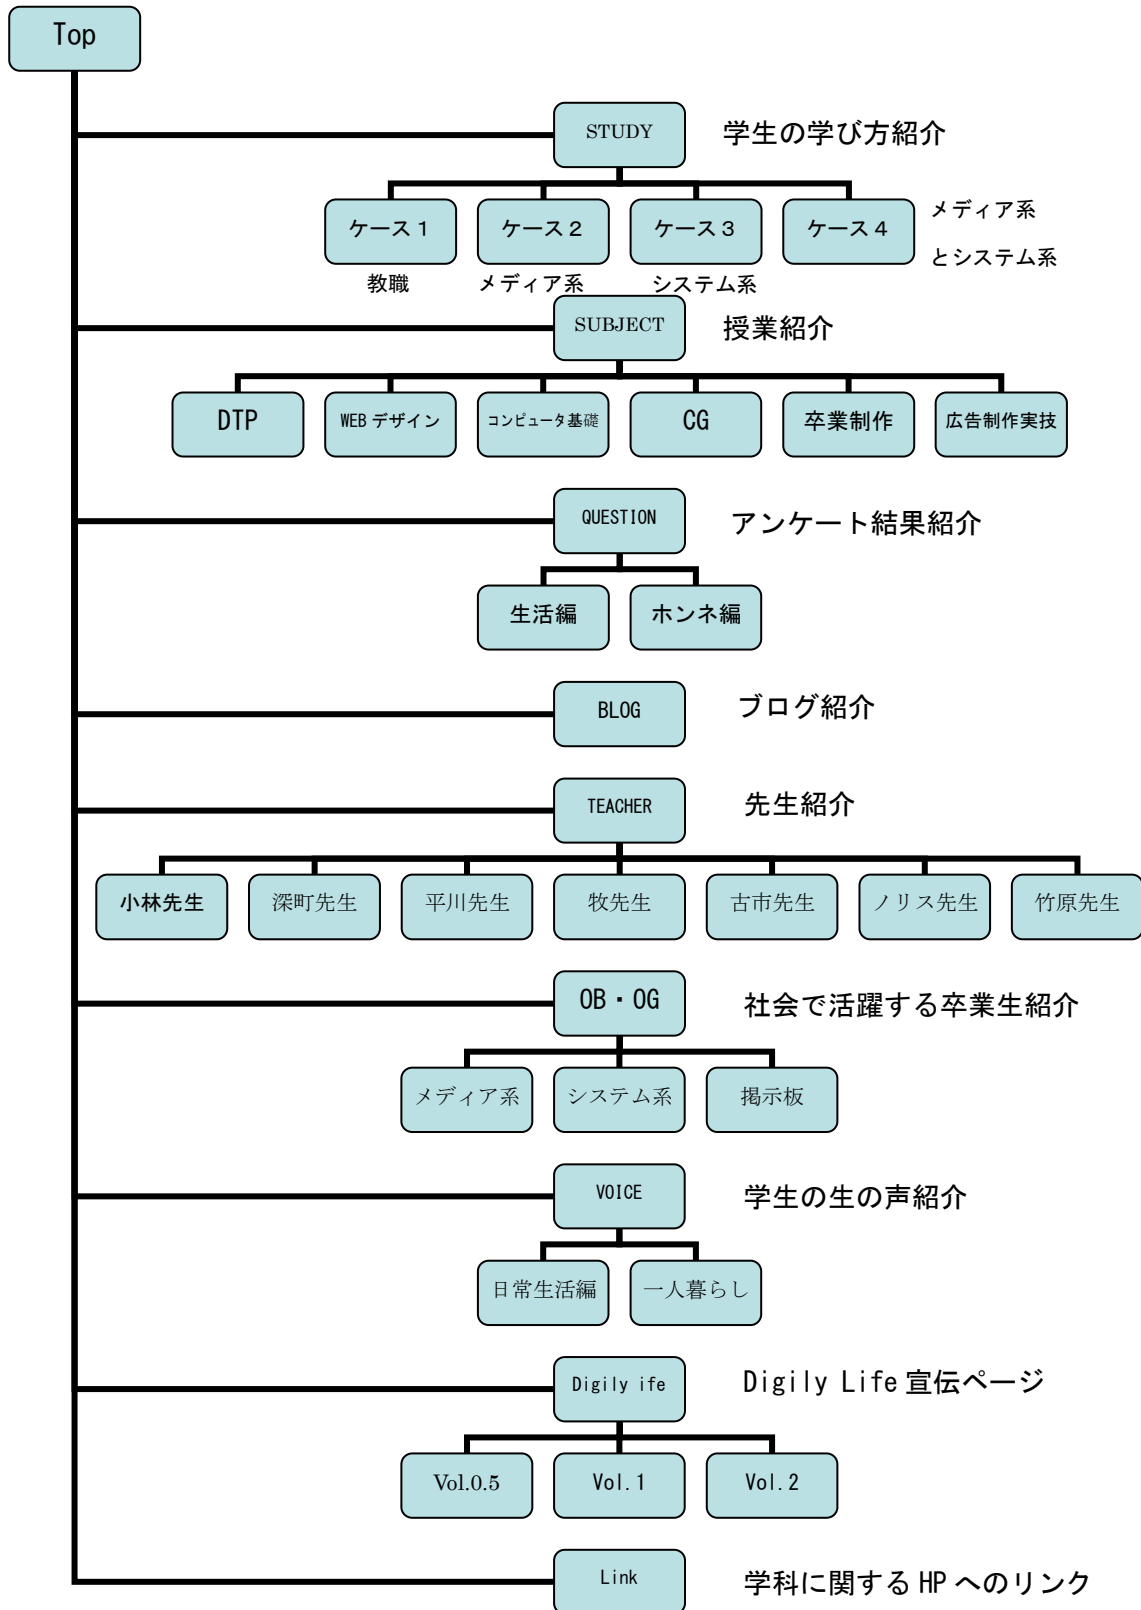 Top
STUDY
学生の学び方紹介
ケース1
ケース2
ケース3
ケース4
メディア系
とシステム系
教職
メディア系
システム系
SUBJECT
授業紹介
DTP
WEB デザイン
コンピュータ基礎
CG
卒業制作
広告制作実技
QUESTION
アンケート結果紹介
生活編
ホンネ編
BLOG
ブログ紹介
TEACHER
先生紹介
小林先生
深町先生
平川先生
牧先生
古市先生
ノリス先生
竹原先生
OB・OG
社会で活躍する卒業生紹介
メディア系
システム系
掲示板
VOICE
学生の生の声紹介
日常生活編
一人暮らし
Digily ife
Digily Life 宣伝ページ
Vol.0.5
Vol.1
Vol.2
Link
学科に関する HP へのリンク